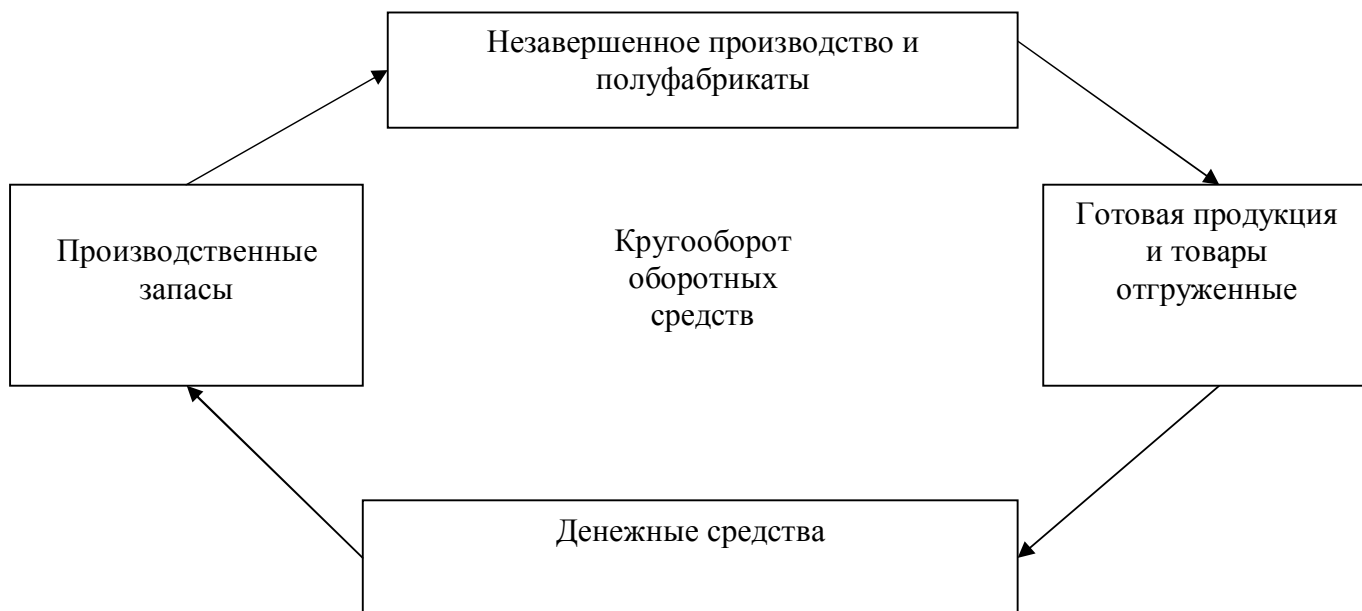 Незавершенное производство и
полуфабрикаты
Производственные
запасы
Кругооборот
оборотных
средств
Готовая продукция
и товары
отгруженные
Денежные средства